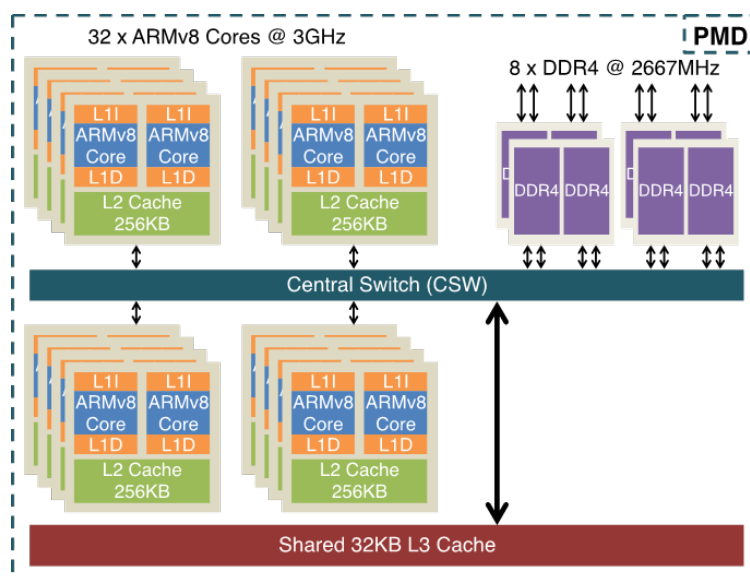 32 x ARMv8 Cores @ 3GHz
PMD
8 x DDR4 @ 2667MHz
L1I
ARMv8
Core
L1D
L1I
ARMv8
Core
L1D
L2 Cache
256KB
L1I
ARMv8
Core
L1D
L1I
ARMv8
Core
L1D
L2 Cache
256KB
DDR4
DDR4
DDR4
DDR4
Central Switch (CSW)
L1I
ARMv8
Core
L1D
L1I
ARMv8
Core
L1D
L2 Cache
256KB
L1I
ARMv8
Core
L1D
L1I
ARMv8
Core
L1D
L2 Cache
256KB
Shared 32KB L3 Cache